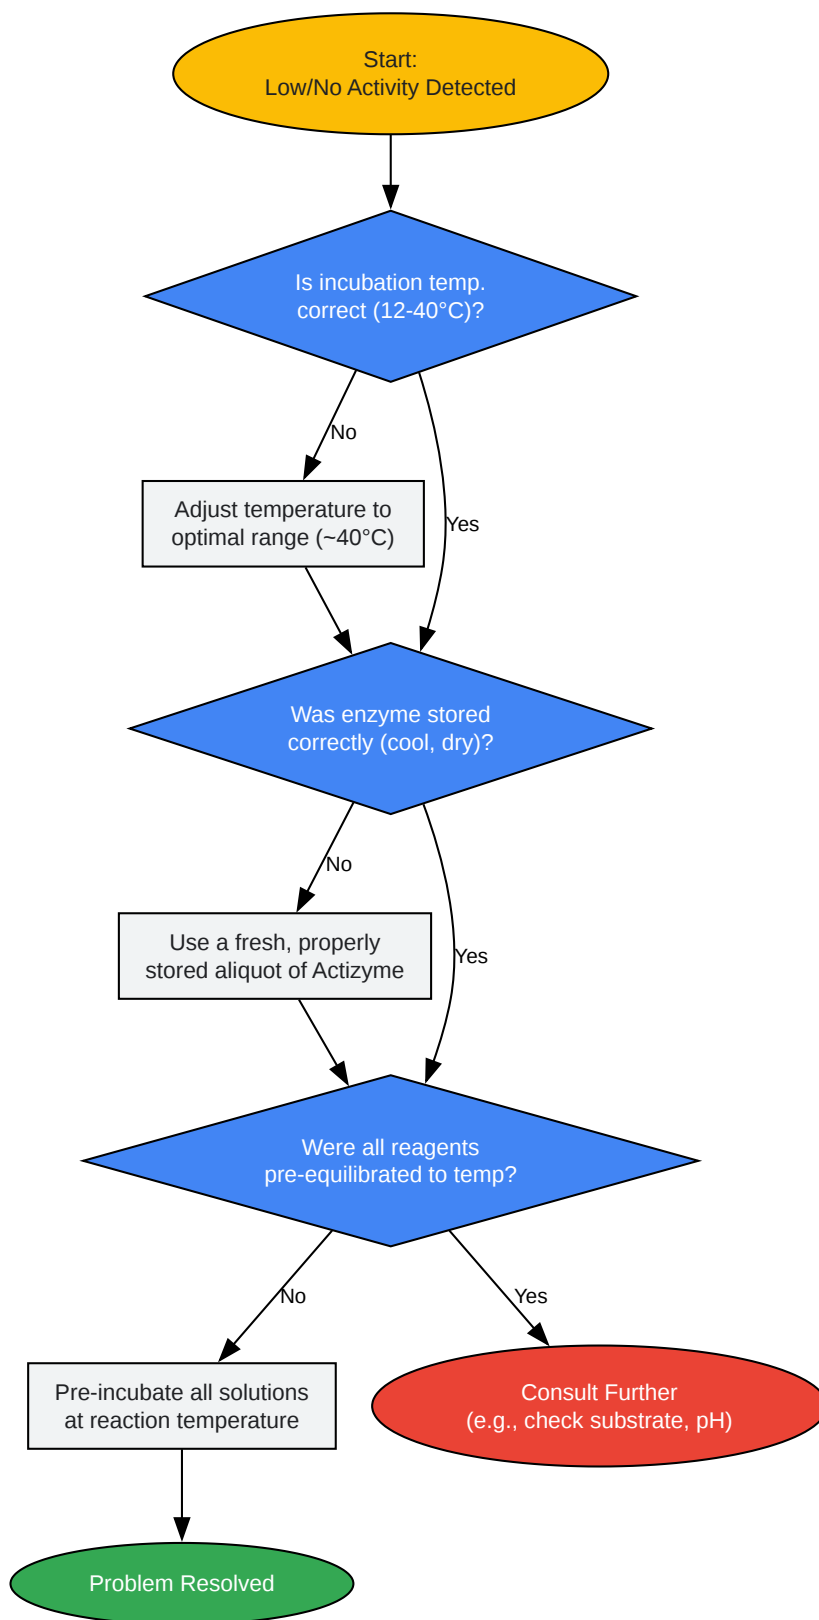 Start:
Low/No Activity Detected
Is incubation temp.
correct (12-40°C)?
No
Adjust temperature to
optimal range (~40°C)
Yes
Was enzyme stored
correctly (cool, dry)?
No
Use a fresh, properly
stored aliquot of Actizyme
Yes
Were all reagents
pre-equilibrated to temp?
No
Yes
Pre-incubate all solutions
at reaction temperature
Consult Further
(e.g., check substrate, pH)
Problem Resolved